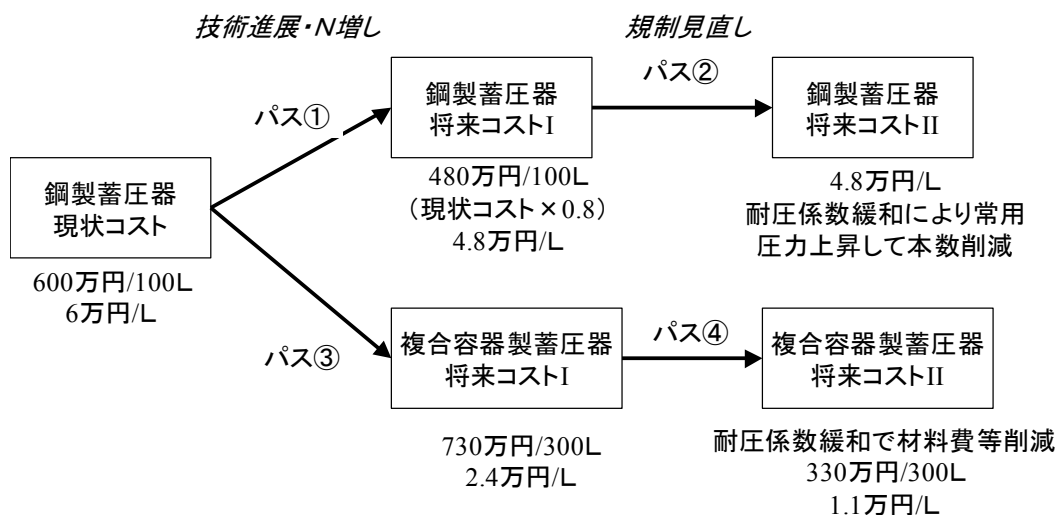 技術進展・N増し
規制見直し
パス①
パス②
鋼製蓄圧器
現状コスト
600万円/100L
6万円/L
鋼製蓄圧器
将来コストI
480万円/100L
（現状コスト×0.8）
4.8万円/L
鋼製蓄圧器
将来コストII
4.8万円/L
耐圧係数緩和により常用
圧力上昇して本数削減
パス③
パス④
複合容器製蓄圧器
将来コストI
730万円/300L
2.4万円/L
複合容器製蓄圧器
将来コストII
耐圧係数緩和で材料費等削減
330万円/300L
1.1万円/L